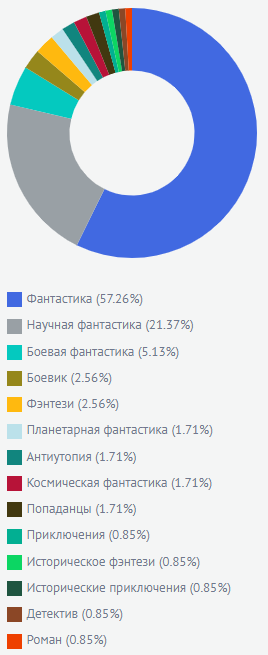 Фантастика (57.26%)
Научная фантастика (21.37%)
Боевая фантастика (5.13%)
Боевик (2.56%)
Фэнтези (2.56%)
Планетарная фантастика (1.71%)
Антиутопия (1.71%)
Космическая фантастика (1.71%)
Попаданцы (1.71%)
Приключения (0.85%)
Историческое фэнтези (0.85%)
Исторические приключения (0.85%)
Детектив (0.85%)
Роман (0.85%)